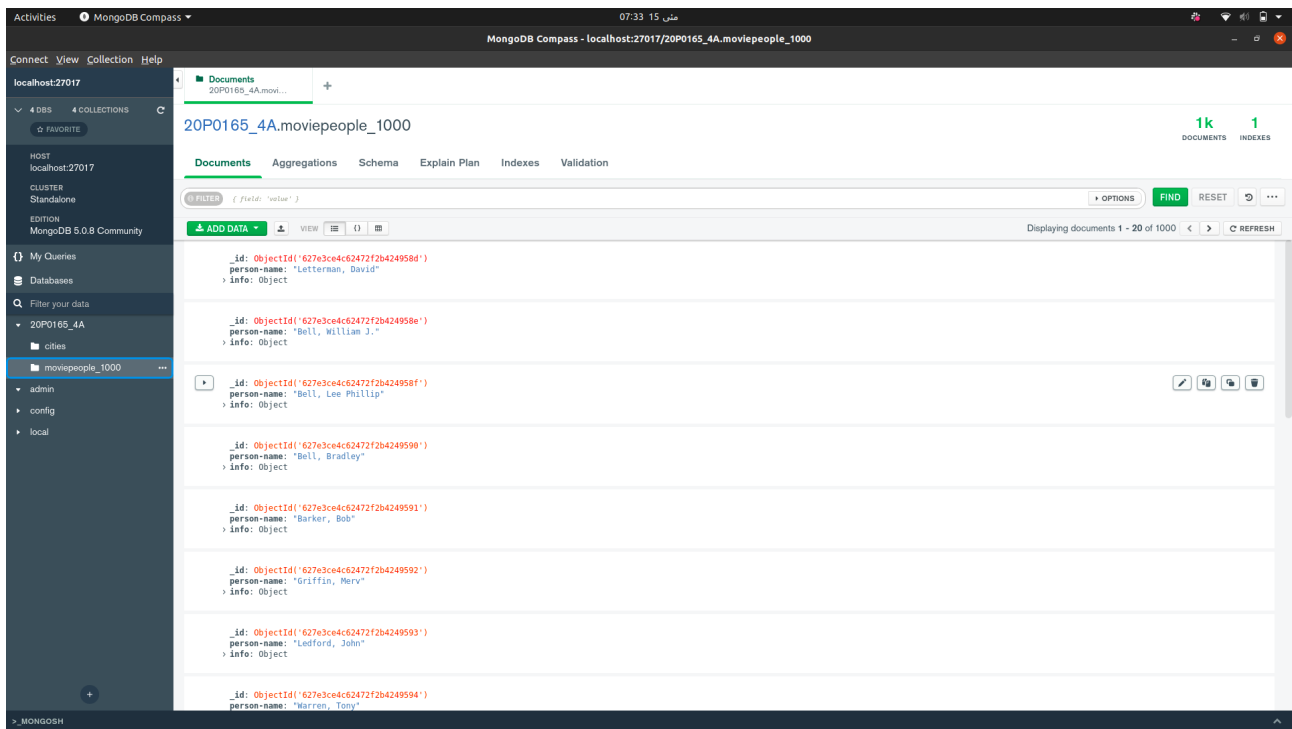 Activities MongoDB Compass
07:33 15 مئی
MongoDB Compass - localhost:27017/20P0165_4A.moviepeople_1000
Connect View Collection Help
localhost:27017
4 DBS 4 COLLECTIONS
FAVORITE
HOST
localhost:27017
CLUSTER
Standalone
EDITION
MongoDB 5.0.8 Community
{} My Queries
Databases
Filter your data
20P0165_4A
cities
moviepeople_1000 •••
admin
config
local
+
>_MONGOSH
Documents
20P0165_4A.movi...
+
20P0165_4A.moviepeople_1000
1k
DOCUMENTS
1
INDEXES
Documents Aggregations Schema Explain Plan Indexes Validation
FILTER { field: 'value' } OPTIONS FIND RESET •••
ADD DATA VIEW {} Displaying documents 1 - 20 of 1000 < > REFRESH
_id: ObjectId('627e3ce4c62472f2b424958d')
person-name: "Letterman, David"
> info: Object
_id: ObjectId('627e3ce4c62472f2b424958e')
person-name: "Bell, William J."
> info: Object
_id: ObjectId('627e3ce4c62472f2b424958f')
person-name: "Bell, Lee Phillip"
> info: Object
_id: ObjectId('627e3ce4c62472f2b4249590')
person-name: "Bell, Bradley"
> info: Object
_id: ObjectId('627e3ce4c62472f2b4249591')
person-name: "Barker, Bob"
> info: Object
_id: ObjectId('627e3ce4c62472f2b4249592')
person-name: "Griffin, Merv"
> info: Object
_id: ObjectId('627e3ce4c62472f2b4249593')
person-name: "Ledford, John"
> info: Object
_id: ObjectId('627e3ce4c62472f2b4249594')
person-name: "Warren, Tony"